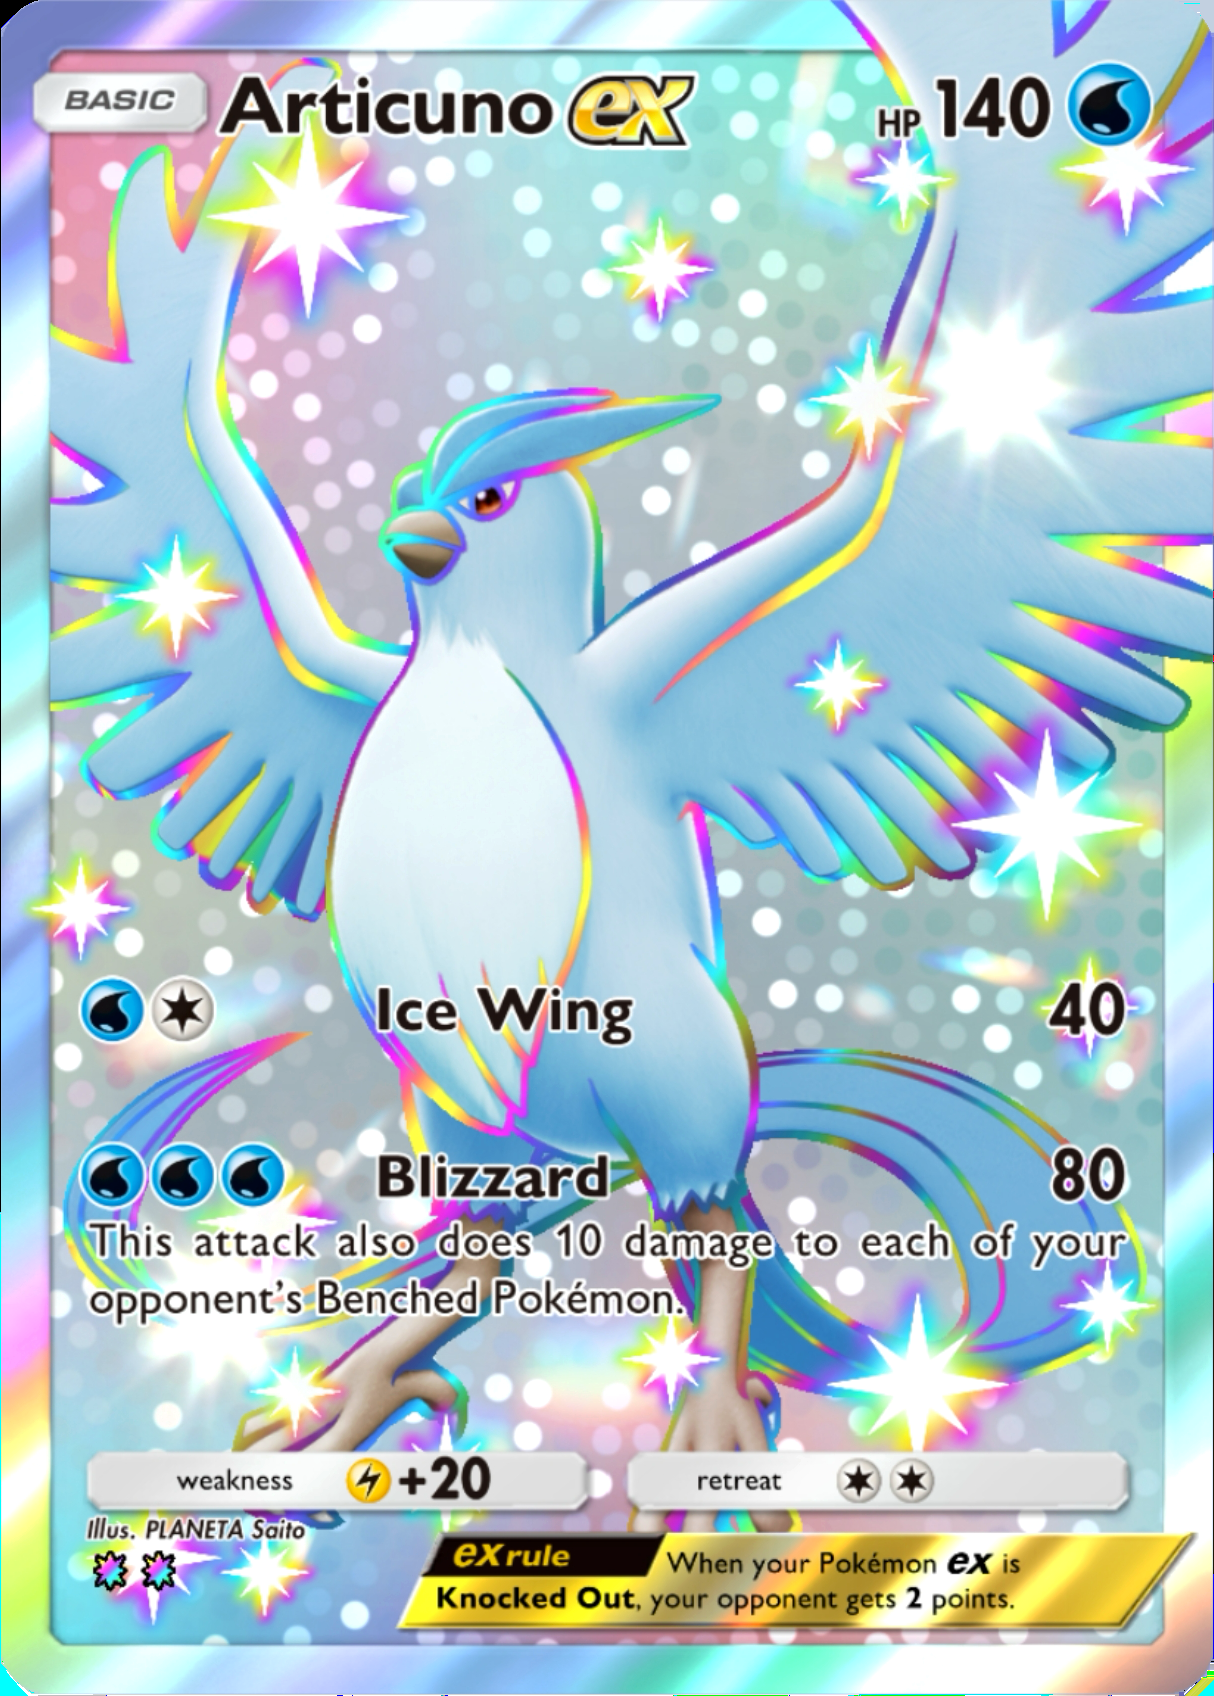 BASIC Articuno ex HP 140
Ice Wing 40
Blizzard 80
This attack also does 10 damage to each of your
opponent's Benched Pokémon.
weakness +20 retreat
Illus. PLANETA Saito
ex rule When your Pokémon ex is
Knocked Out, your opponent gets 2 points.